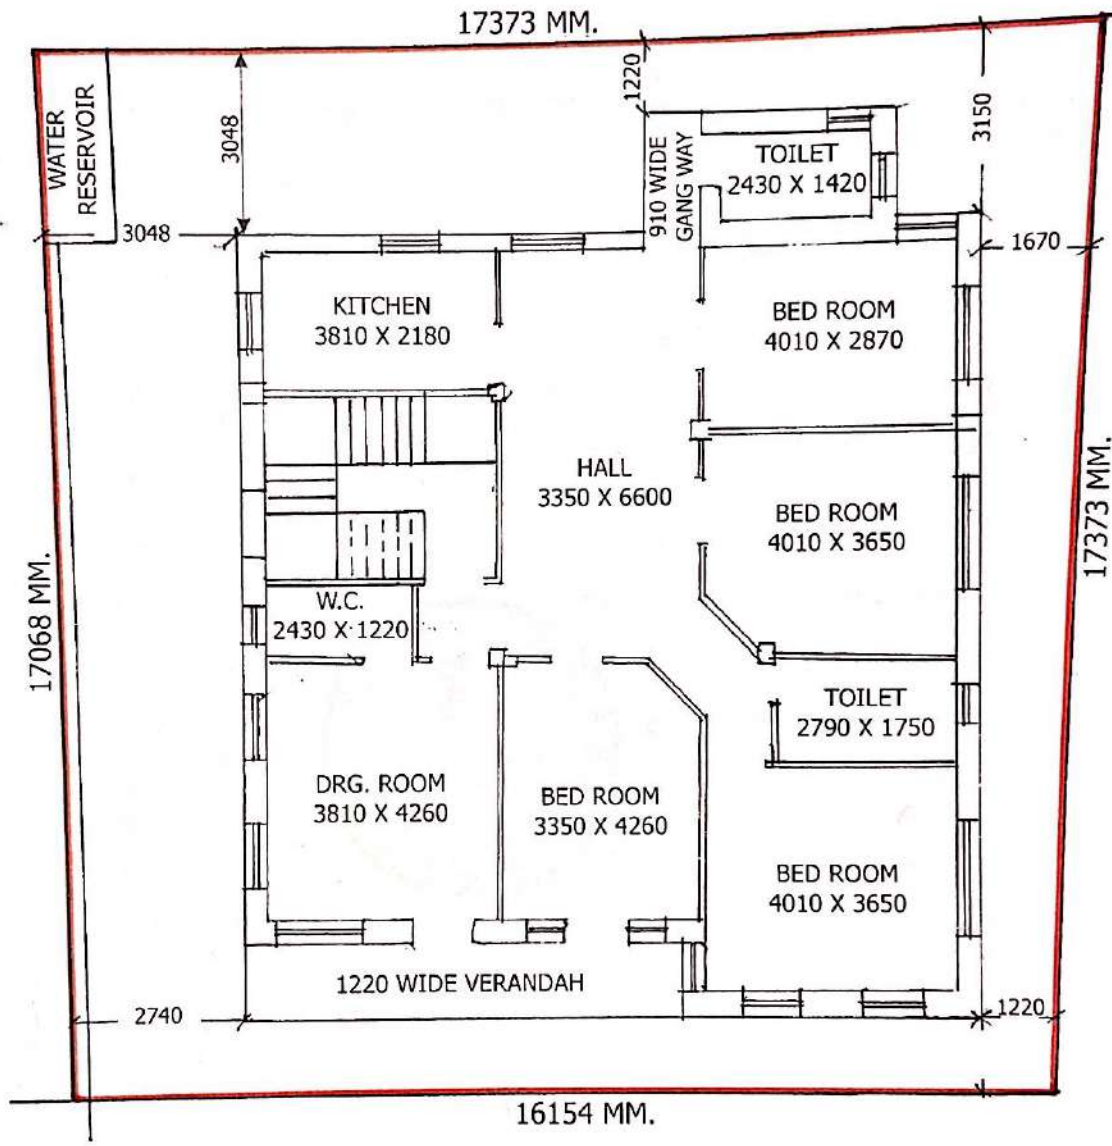 17373 MM.
WATER
RESERVOIR
3048
1220
3150
910 WIDE
GANG WAY
TOILET
2430 X 1420
3048
1670
KITCHEN
3810 X 2180
BED ROOM
4010 X 2870
HALL
3350 X 6600
BED ROOM
4010 X 3650
17373 MM.
17068 MM.
W.C.
2430 X 1220
TOILET
2790 X 1750
DRG. ROOM
3810 X 4260
BED ROOM
3350 X 4260
BED ROOM
4010 X 3650
1220 WIDE VERANDAH
2740
1220
16154 MM.